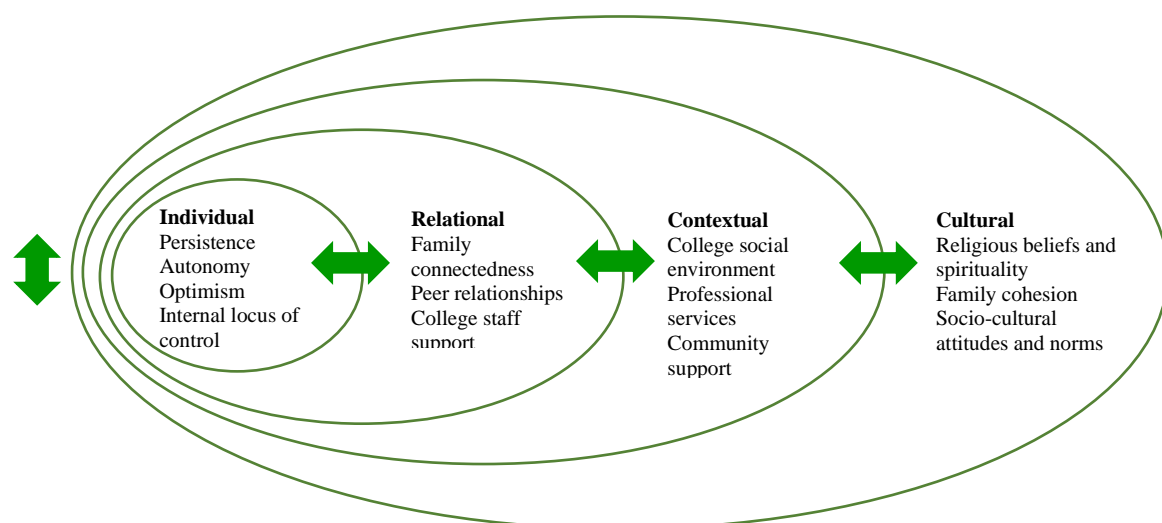 Individual
Persistence
Autonomy
Optimism
Internal locus of
control
Relational
Family
connectedness
Peer relationships
College staff
support
Contextual
College social
environment
Professional
services
Community
support
Cultural
Religious beliefs and
spirituality
Family cohesion
Socio-cultural
attitudes and norms